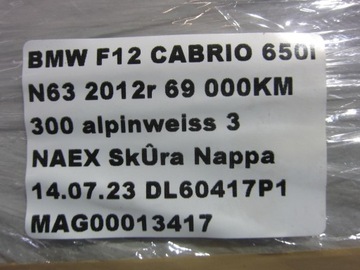 BMW F12 CABRIO 650I
N63 2012r 69 000KM
300 alpinweiss 3
NAEX SkÛra Nappa
14.07.23 DL60417P1
MAG00013417